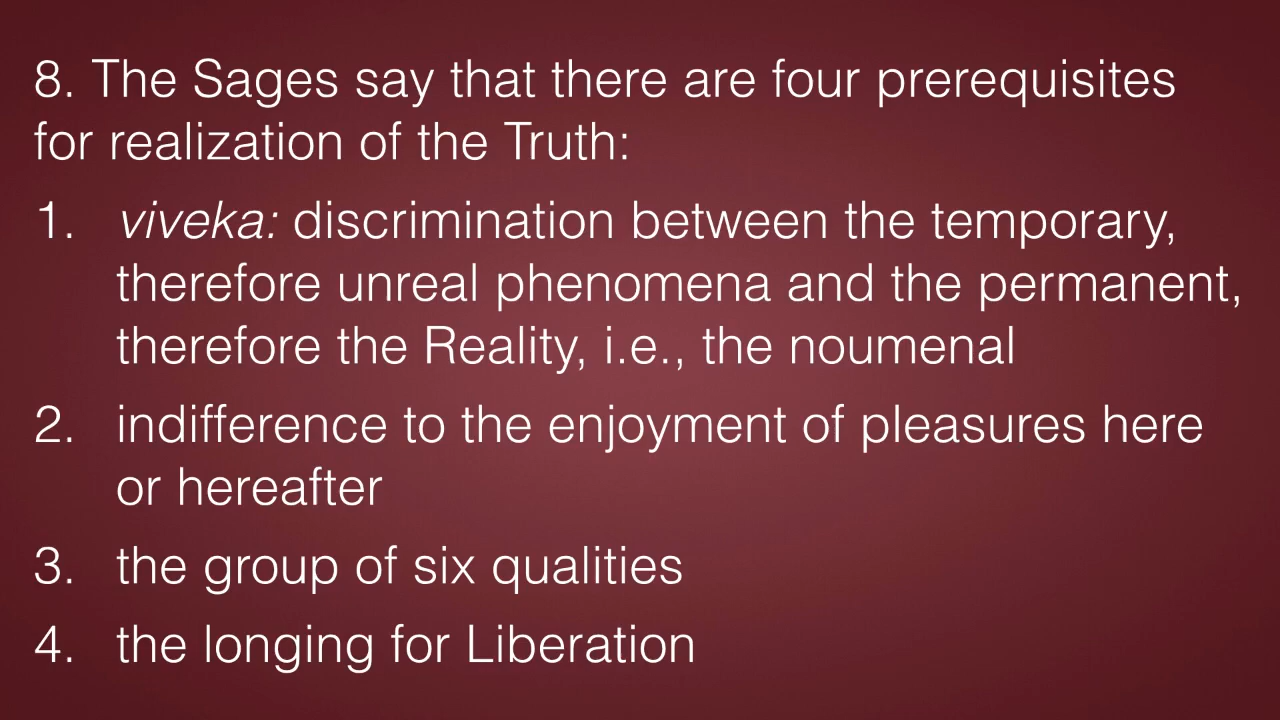 8. The Sages say that there are four prerequisites
for realization of the Truth:
1. viveka: discrimination between the temporary,
therefore unreal phenomena and the permanent,
therefore the Reality, i.e., the noumenal
2. indifference to the enjoyment of pleasures here
or hereafter
3. the group of six qualities
4. the longing for Liberation